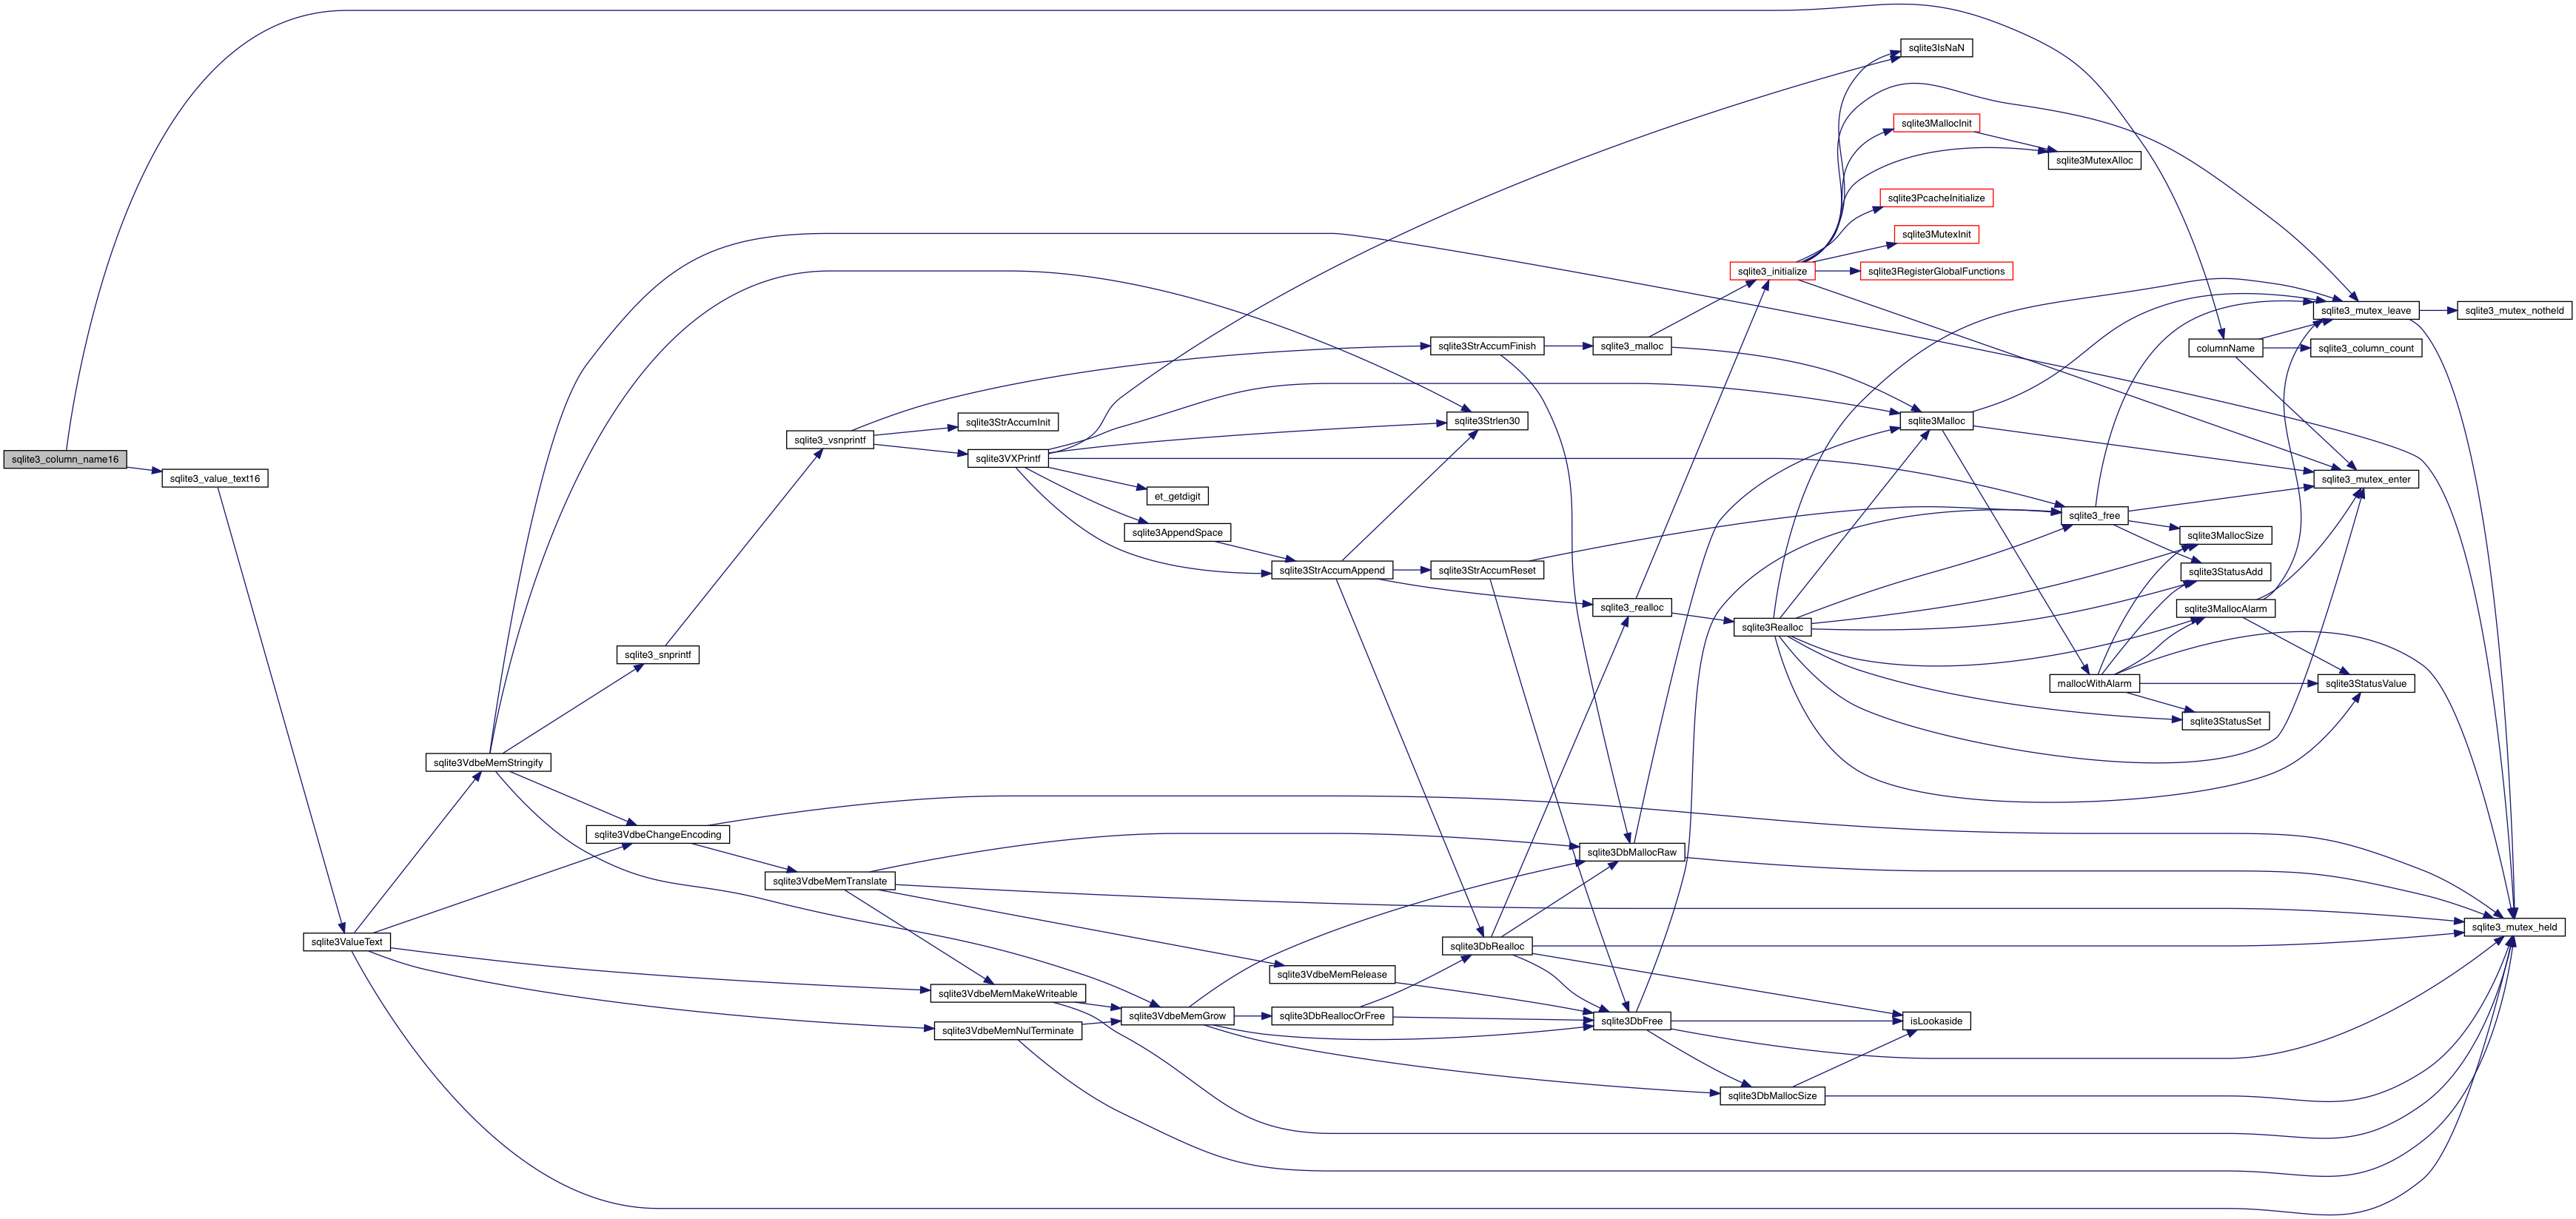 sqlite3_column_name16
sqlite3_value_text16
sqlite3ValueText
sqlite3VdbeMemStringify
sqlite3VdbeChangeEncoding
sqlite3_snprintf
sqlite3_vsnprintf
sqlite3VdbeMemTranslate
sqlite3VdbeMemMakeWriteable
sqlite3VdbeMemNulTerminate
sqlite3StrAccumInit
sqlite3VXPrintf
et_getdigit
sqlite3AppendSpace
sqlite3VdbeMemGrow
sqlite3StrAccumAppend
sqlite3VdbeMemRelease
sqlite3DbReallocOrFree
sqlite3StrAccumFinish
sqlite3Strlen30
sqlite3StrAccumReset
sqlite3DbRealloc
sqlite3_malloc
sqlite3_realloc
sqlite3DbMallocRaw
sqlite3DbFree
sqlite3_initialize
sqlite3Realloc
sqlite3DbMallocSize
sqlite3IsNaN
sqlite3MallocInit
sqlite3PcacheInitialize
sqlite3MutexInit
sqlite3RegisterGlobalFunctions
sqlite3Malloc
isLookaside
sqlite3MutexAlloc
sqlite3_free
mallocWithAlarm
columnName
sqlite3MallocSize
sqlite3StatusAdd
sqlite3MallocAlarm
sqlite3StatusSet
sqlite3_mutex_leave
sqlite3_column_count
sqlite3_mutex_enter
sqlite3StatusValue
sqlite3_mutex_notheld
sqlite3_mutex_held